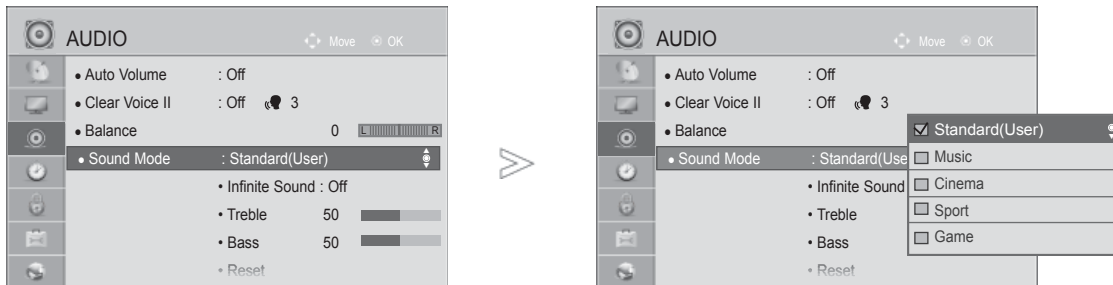 AUDIO
Move OK
• Auto Volume : Off
• Clear Voice II : Off 3
• Balance 0 L R
• Sound Mode : Standard(User)
• Infinite Sound : Off
• Treble 50
• Bass 50
• Reset
>
AUDIO
Move OK
• Auto Volume : Off
• Clear Voice II : Off 3
• Balance
• Sound Mode : Standard(Use
• Infinite Sound
• Treble
• Bass
• Reset
Standard(User)
Music
Cinema
Sport
Game